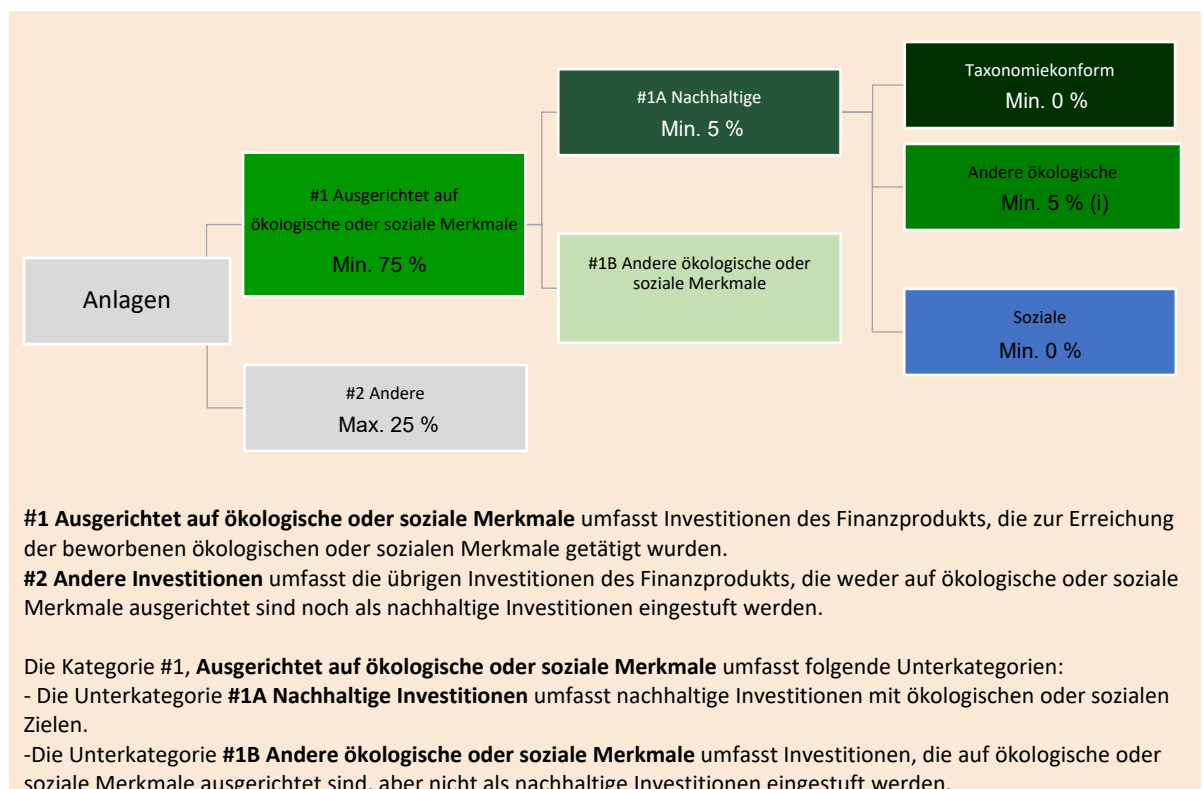 Anlagen
#1 Ausgerichtet auf
ökologische oder soziale Merkmale
Min. 75 %
#2 Andere
Max. 25 %
#1A Nachhaltige
Min. 5 %
#1B Andere ökologische oder
soziale Merkmale
Taxonomiekonform
Min. 0 %
Andere ökologische
Min. 5 % (i)
Soziale
Min. 0 %
#1 Ausgerichtet auf ökologische oder soziale Merkmale umfasst Investitionen des Finanzprodukts, die zur Erreichung
der beworbenen ökologischen oder sozialen Merkmale getätigt wurden.
#2 Andere Investitionen umfasst die übrigen Investitionen des Finanzprodukts, die weder auf ökologische oder soziale
Merkmale ausgerichtet sind noch als nachhaltige Investitionen eingestuft werden.
Die Kategorie #1, Ausgerichtet auf ökologische oder soziale Merkmale umfasst folgende Unterkategorien:
- Die Unterkategorie #1A Nachhaltige Investitionen umfasst nachhaltige Investitionen mit ökologischen oder sozialen
Zielen.
-Die Unterkategorie #1B Andere ökologische oder soziale Merkmale umfasst Investitionen, die auf ökologische oder
soziale Merkmale ausgerichtet sind, aber nicht als nachhaltige Investitionen eingestuft werden.